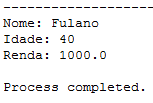 --------------------
Nome: Fulano
Idade: 40
Renda: 1000.0
Process completed.